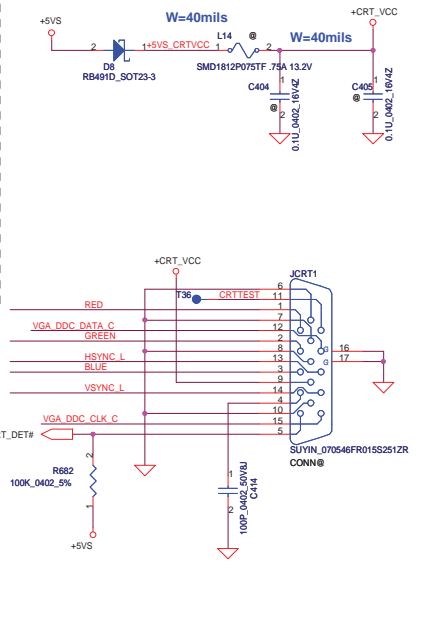 W=40mils
+5VS
+CRT_VCC
L14
@
W=40mils
2
1
+5VS_CRTVCC
1
2
D8
RB491D_SOT23-3
SMD1812P075TF .75A 13.2V
1
C404
@
2
0.1U_0402_16V4Z
1
C405
@
2
0.1U_0402_16V4Z
+CRT_VCC
JCRT1
T36
CRTTEST
6
11
RED
1
7
VGA_DDC_DATA_C
12
GREEN
2
8
G
16
HSYNC_L
13
G
17
BLUE
3
9
VSYNC_L
14
4
10
VGA_DDC_CLK_C
15
RT_DET#
5
SUYIN_070546FR015S251ZR
CONN@
2
R682
100K_0402_5%
1
+5VS
1
C414
100P_0402_50V8J
2